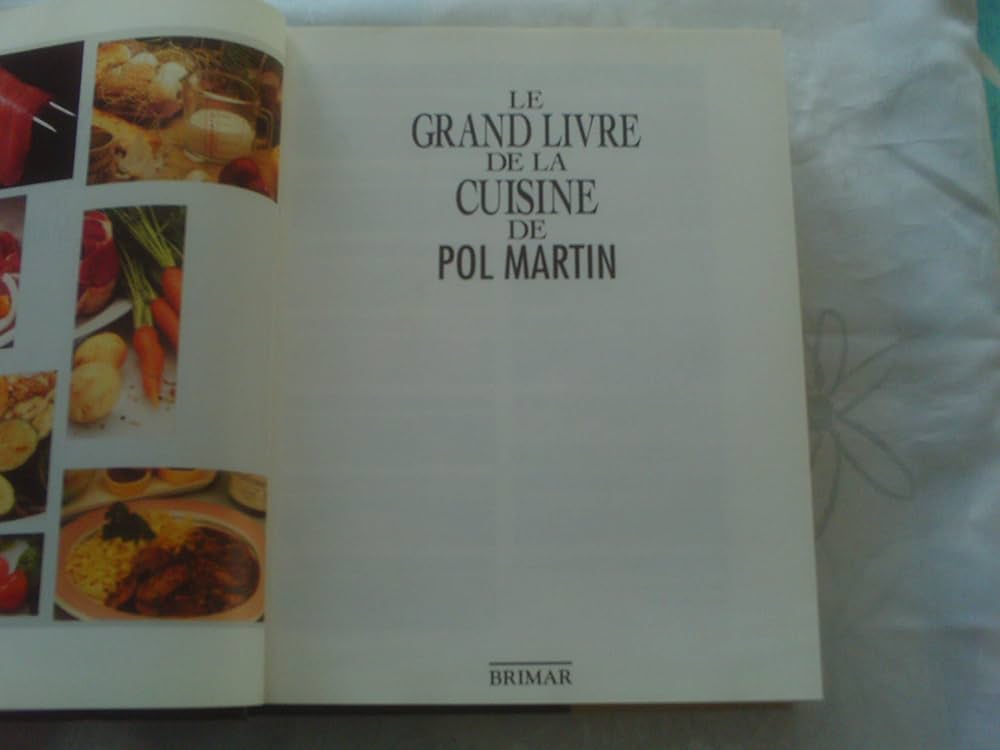 LE
GRAND LIVRE
DE LA
CUISINE
DE
POL MARTIN
BRIMAR